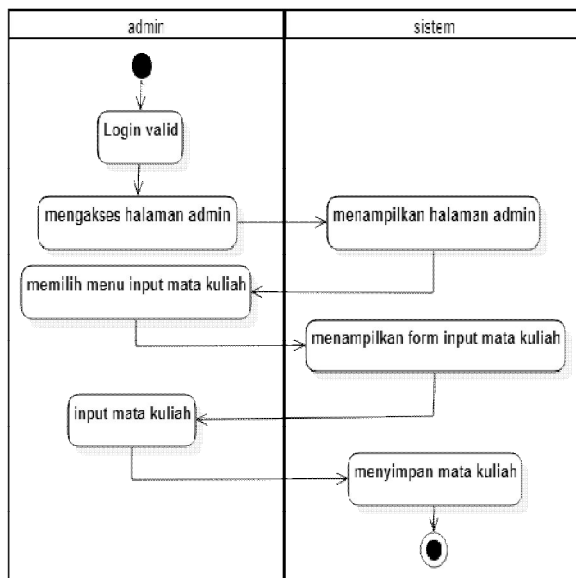 admin
sistem
Login valid
mengakses halaman admin
menampilkan halaman admin
memilih menu input mata kuliah
menampilkan form input mata kuliah
input mata kuliah
menyimpan mata kuliah